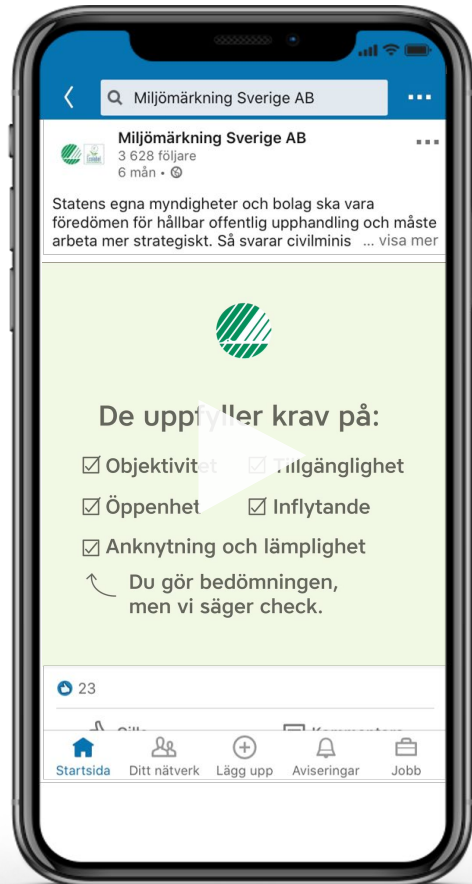 Miljömärkning Sverige AB
Miljömärkning Sverige AB
3 628 följare
6 mån •
Statens egna myndigheter och bolag ska vara
föredömen för hållbar offentlig upphandling och måste
arbeta mer strategiskt. Så svarar civilminis ... visa mer
De uppfyller krav på:
Objektivitet Tillgänglighet
Öppenhet Inflytande
Anknytning och lämplighet
Du gör bedömningen,
men vi säger check.
23
Startsida Ditt nätverk Lägg upp Aviseringar Jobb